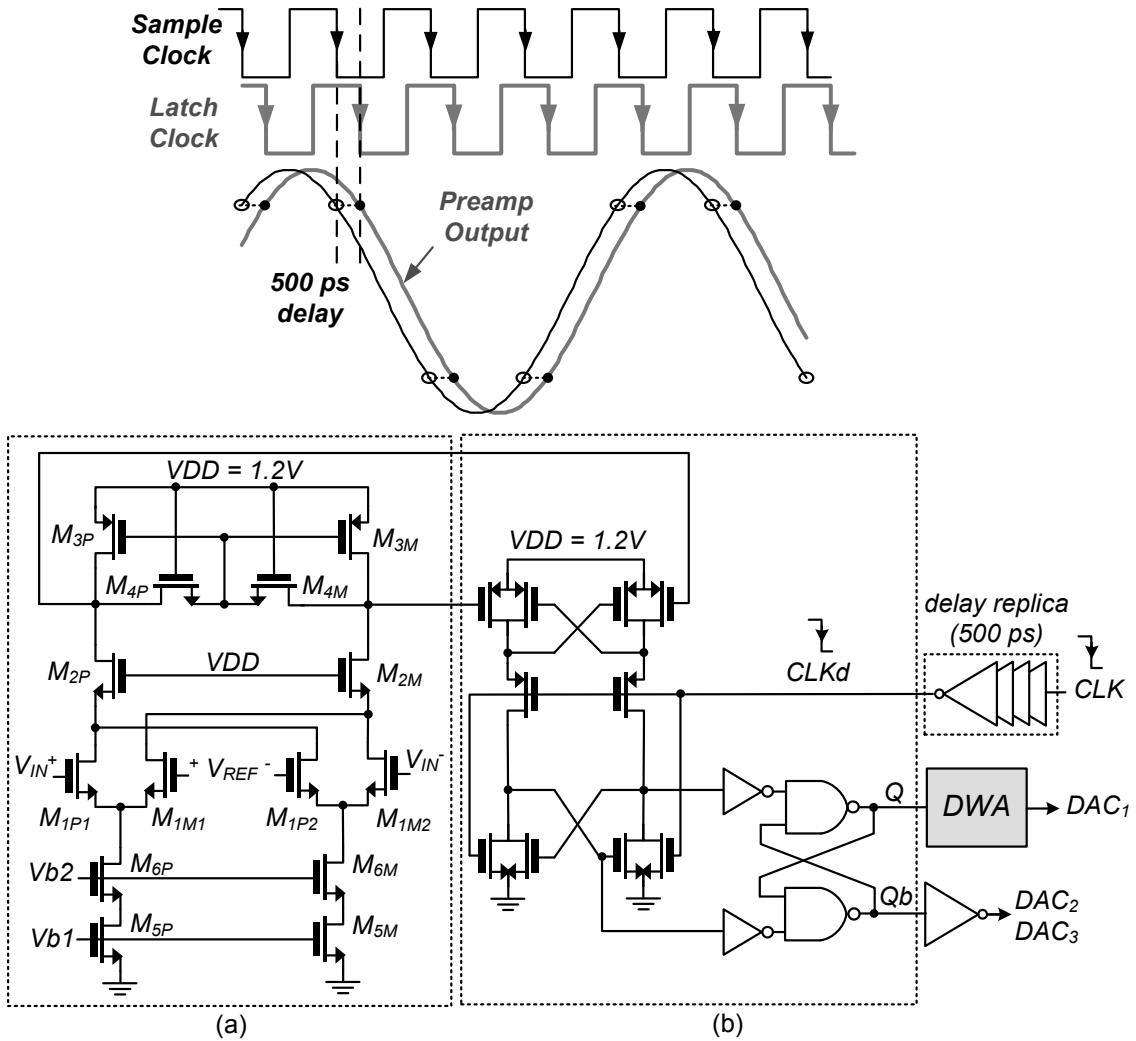 Sample
Clock
Latch
Clock
Preamp
Output
500 ps
delay
VDD = 1.2V
M3P
M3M
M4P
M4M
M2P
VDD
M2M
VIN+
+
VREF -
VIN-
M1P1
M1M1
M1P2
M1M2
Vb2
M6P
M6M
Vb1
M5P
M5M
(a)
VDD = 1.2V
CLKd
delay replica
(500 ps)
CLK
Q
DWA
DAC1
Qb
DAC2
DAC3
(b)